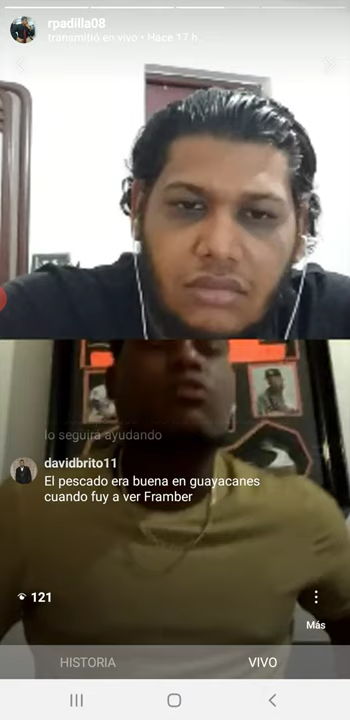 rpadilla08
transmitió en vivo • Hace 17 h
lo seguirá ayudando
davidbrito11
El pescado era buena en guayacanes
cuando fuy a ver Framber
121
Más
HISTORIA
VIVO